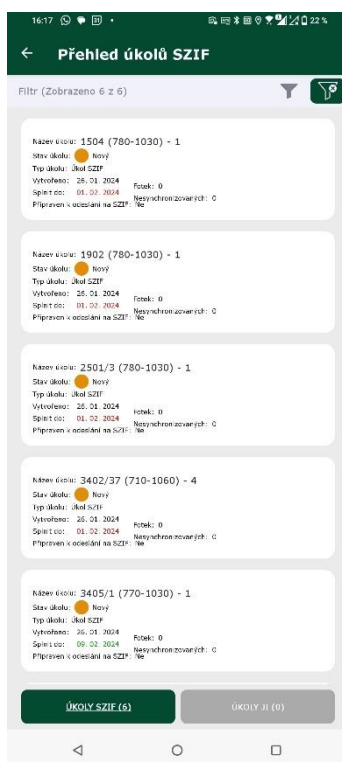 16:17 22 %
Přehled úkolů SZIF
Filtr (Zobrazeno 6 z 6)
Název úkolu: 1504 (780-1030) - 1
Stav úkolu: Nový
Typ úkolu: Úkol SZIF
Vytvořeno: 26. 01. 2024
Fotek: 0
Splnit do: 01. 02. 2024
Nesynchronizovaných: 0
Připraven k odeslání na SZIF: Ne
Název úkolu: 1902 (780-1030) - 1
Stav úkolu: Nový
Typ úkolu: Úkol SZIF
Vytvořeno: 26. 01. 2024
Fotek: 0
Splnit do: 01. 02. 2024
Nesynchronizovaných: 0
Připraven k odeslání na SZIF: Ne
Název úkolu: 2501/3 (780-1030) - 1
Stav úkolu: Nový
Typ úkolu: Úkol SZIF
Vytvořeno: 26. 01. 2024
Fotek: 0
Splnit do: 01. 02. 2024
Nesynchronizovaných: 0
Připraven k odeslání na SZIF: Ne
Název úkolu: 3402/37 (710-1060) - 4
Stav úkolu: Nový
Typ úkolu: Úkol SZIF
Vytvořeno: 26. 01. 2024
Fotek: 0
Splnit do: 01. 02. 2024
Nesynchronizovaných: 0
Připraven k odeslání na SZIF: Ne
Název úkolu: 3405/1 (770-1030) - 1
Stav úkolu: Nový
Typ úkolu: Úkol SZIF
Vytvořeno: 26. 01. 2024
Fotek: 0
Splnit do: 09. 02. 2024
Nesynchronizovaných: 0
Připraven k odeslání na SZIF: Ne
ÚKOLY SZIF (6) ÚKOLY JI (0)